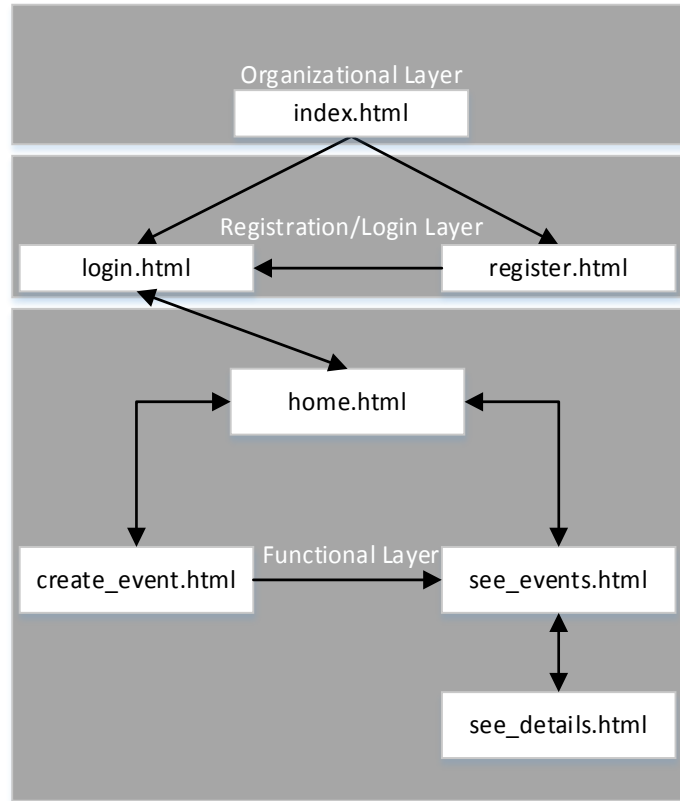 Organizational Layer
index.html
Registration/Login Layer
login.html
register.html
home.html
Functional Layer
create_event.html
see_events.html
see_details.html